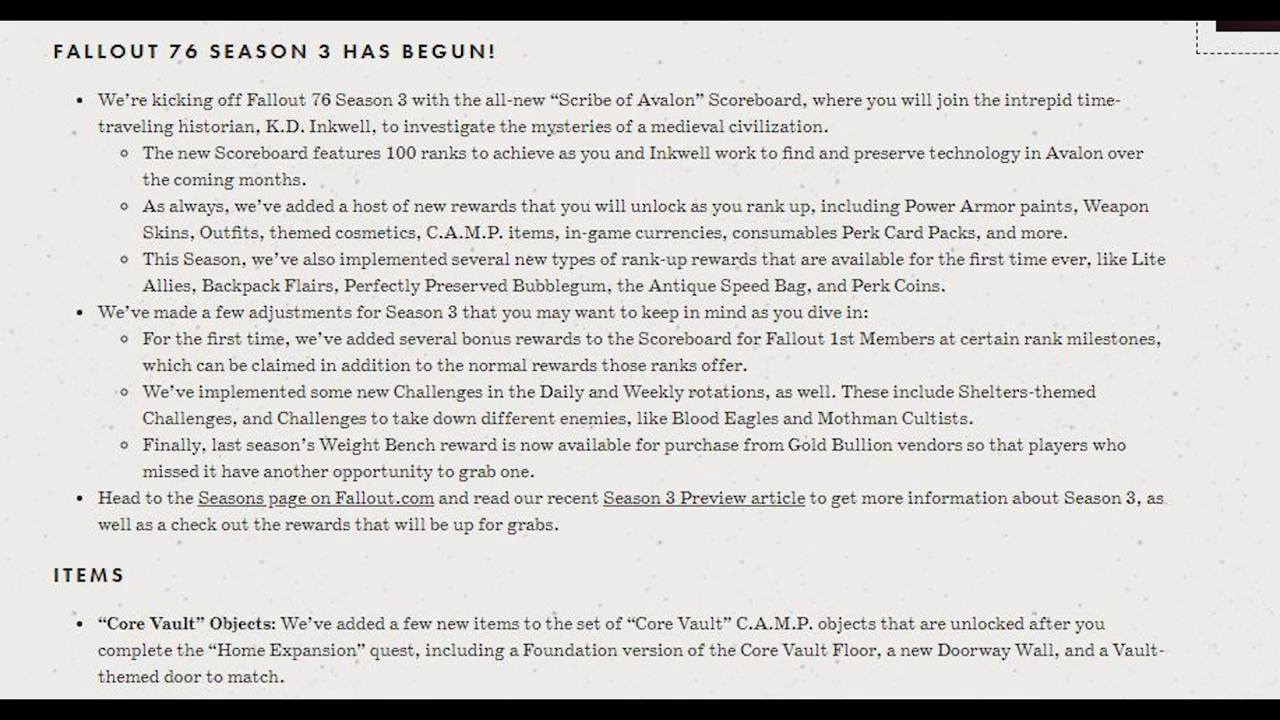 FALLOUT 76 SEASON 3 HAS BEGUN!
• We're kicking off Fallout 76 Season 3 with the all-new “Scribe of Avalon” Scoreboard, where you will join the intrepid time-
traveling historian, K.D. Inkwell, to investigate the mysteries of a medieval civilization.
◦ The new Scoreboard features 100 ranks to achieve as you and Inkwell work to find and preserve technology in Avalon over
the coming months.
◦ As always, we've added a host of new rewards that you will unlock as you rank up, including Power Armor paints, Weapon
Skins, Outfits, themed cosmetics, C.A.M.P. items, in-game currencies, consumables Perk Card Packs, and more.
◦ This Season, we've also implemented several new types of rank-up rewards that are available for the first time ever, like Lite
Allies, Backpack Flairs, Perfectly Preserved Bubblegum, the Antique Speed Bag, and Perk Coins.
• We've made a few adjustments for Season 3 that you may want to keep in mind as you dive in:
◦ For the first time, we've added several bonus rewards to the Scoreboard for Fallout 1st Members at certain rank milestones,
which can be claimed in addition to the normal rewards those ranks offer.
◦ We've implemented some new Challenges in the Daily and Weekly rotations, as well. These include Shelters-themed
Challenges, and Challenges to take down different enemies, like Blood Eagles and Mothman Cultists.
◦ Finally, last season's Weight Bench reward is now available for purchase from Gold Bullion vendors so that players who
missed it have another opportunity to grab one.
• Head to the Seasons page on Fallout.com and read our recent Season 3 Preview article to get more information about Season 3, as
well as a check out the rewards that will be up for grabs.
ITEMS
• “Core Vault” Objects: We've added a few new items to the set of “Core Vault” C.A.M.P. objects that are unlocked after you
complete the “Home Expansion” quest, including a Foundation version of the Core Vault Floor, a new Doorway Wall, and a Vault-
themed door to match.